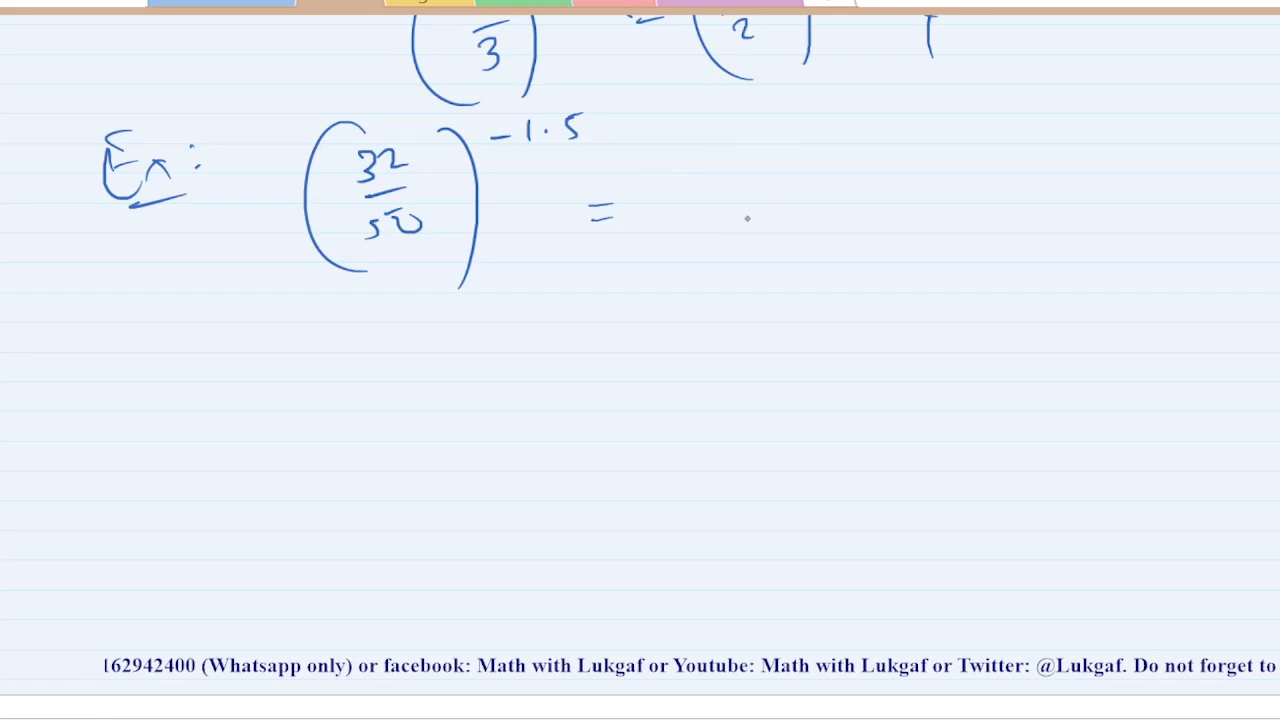 3 2
Ex: (32/50)^-1.5 =
162942400 (Whatsapp only) or facebook: Math with Lukgaf or Youtube: Math with Lukgaf or Twitter: @Lukgaf. Do not forget to